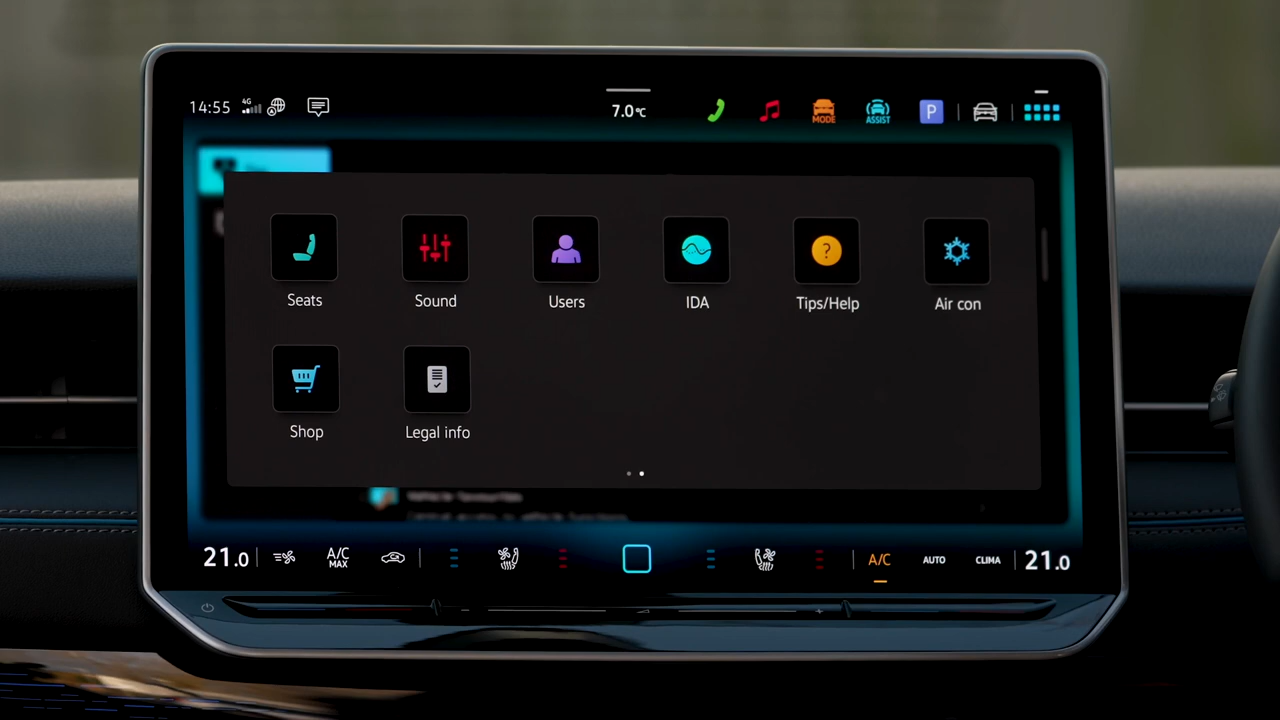 14:55 4G
7.0°C
MODE
ASSIST
P
Seats
Sound
Users
IDA
?
Tips/Help
Air con
Shop
Legal info
21.0
A/C
MAX
A/C
AUTO
CLIMA
21.0